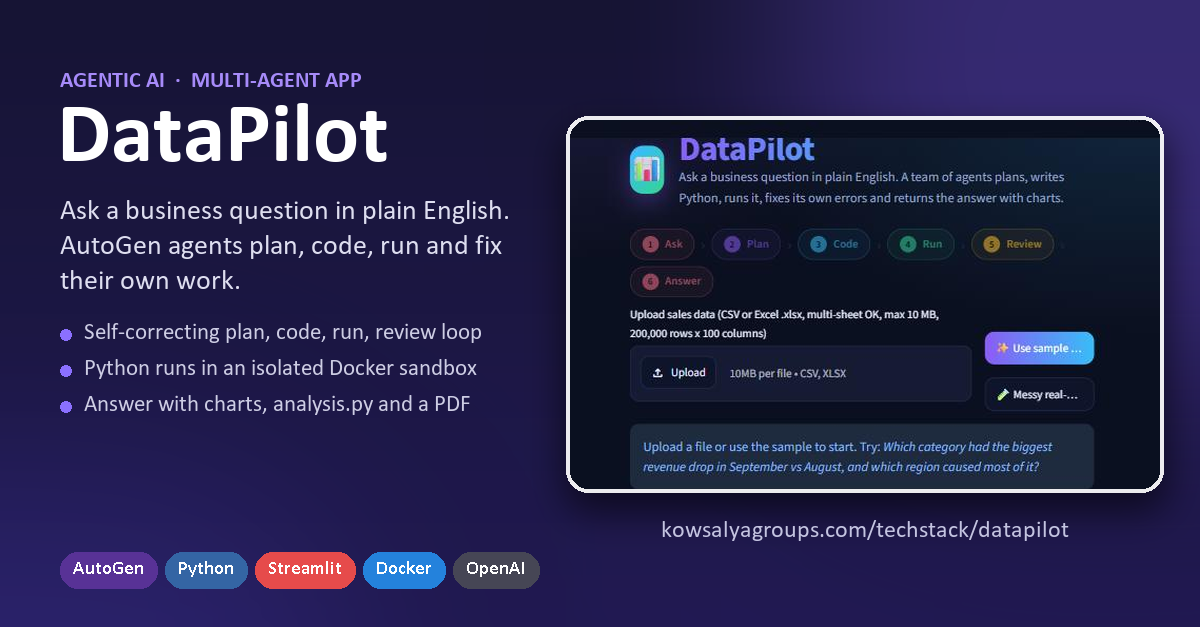 AGENTIC AI · MULTI-AGENT APP
DataPilot
Ask a business question in plain English.
AutoGen agents plan, code, run and fix
their own work.
Self-correcting plan, code, run, review loop
Python runs in an isolated Docker sandbox
Answer with charts, analysis.py and a PDF
AutoGen Python Streamlit Docker OpenAI
DataPilot
Ask a business question in plain English. A team of agents plans, writes
Python, runs it, fixes its own errors and returns the answer with charts.
1 Ask › 2 Plan › 3 Code › 4 Run › 5 Review ›
6 Answer
Upload sales data (CSV or Excel .xlsx, multi-sheet OK, max 10 MB,
200,000 rows x 100 columns)
Upload 10MB per file • CSV, XLSX
Use sample ...
Messy real-...
Upload a file or use the sample to start. Try: Which category had the biggest
revenue drop in September vs August, and which region caused most of it?
kowsalyagroups.com/techstack/datapilot